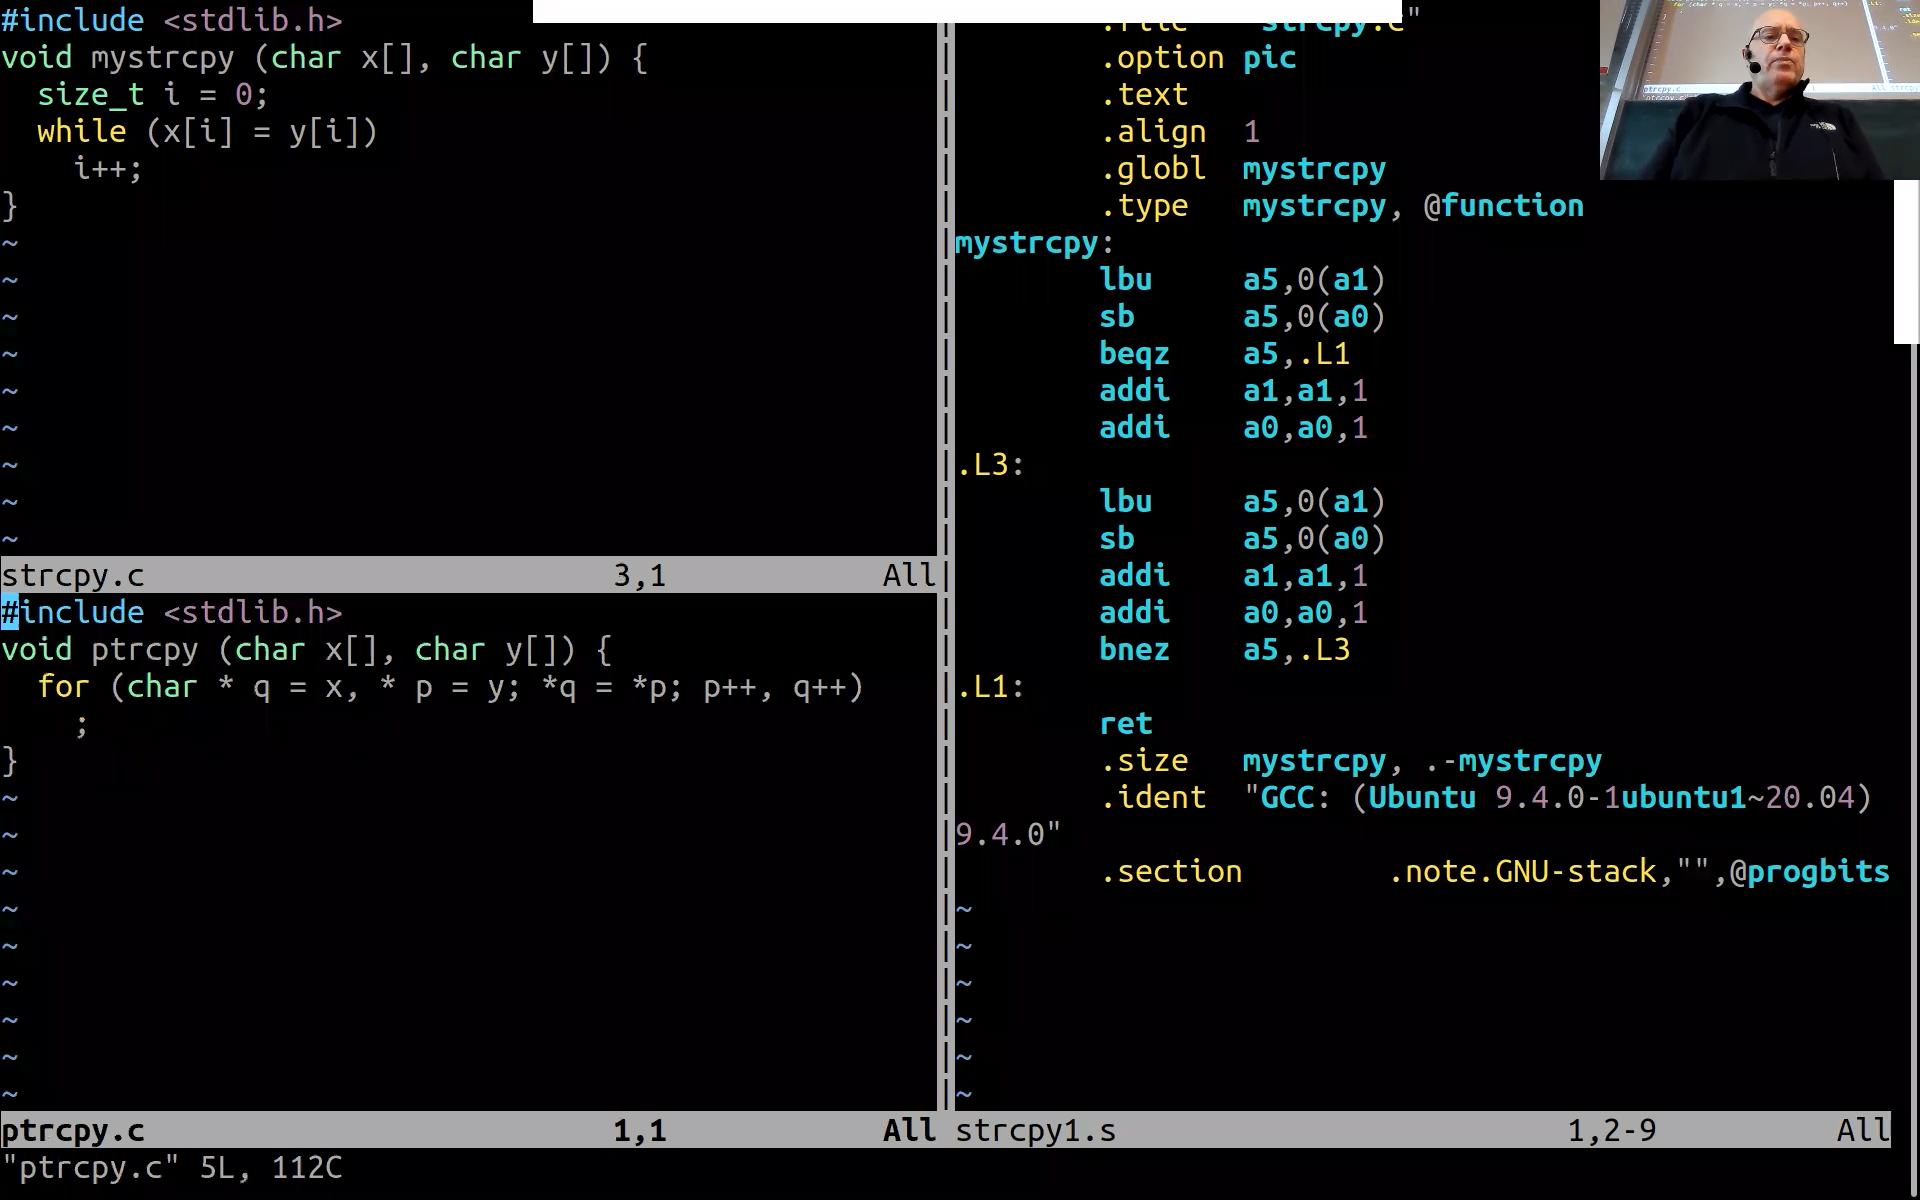 #include <stdlib.h>
void mystrcpy (char x[], char y[]) {
  size_t i = 0;
  while (x[i] = y[i])
    i++;
}
~
~
~
~
~
~
~
~
~
strcpy.c 3,1 All
#include <stdlib.h>
void ptrcpy (char x[], char y[]) {
  for (char * q = x, * p = y; *q = *p; p++, q++)
    ;
}
~
~
~
~
~
~
~
~
~
ptrcpy.c 1,1 All
"ptrcpy.c" 5L, 112C
        .file "strcpy.c"
        .option pic
        .text
        .align 1
        .globl mystrcpy
        .type mystrcpy, @function
mystrcpy:
        lbu a5,0(a1)
        sb a5,0(a0)
        beqz a5,.L1
        addi a1,a1,1
        addi a0,a0,1
.L3:
        lbu a5,0(a1)
        sb a5,0(a0)
        addi a1,a1,1
        addi a0,a0,1
        bnez a5,.L3
.L1:
        ret
        .size mystrcpy, .-mystrcpy
        .ident "GCC: (Ubuntu 9.4.0-1ubuntu1~20.04)
9.4.0"
        .section .note.GNU-stack,"",@progbits
~
~
~
~
~
~
strcpy1.s 1,2-9 All